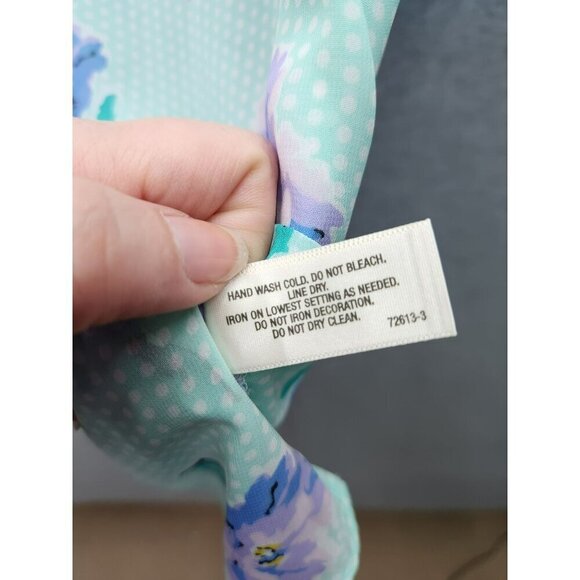 HAND WASH COLD. DO NOT BLEACH.
LINE DRY.
IRON ON LOWEST SETTING AS NEEDED.
DO NOT IRON DECORATION.
DO NOT DRY CLEAN. 72613-3